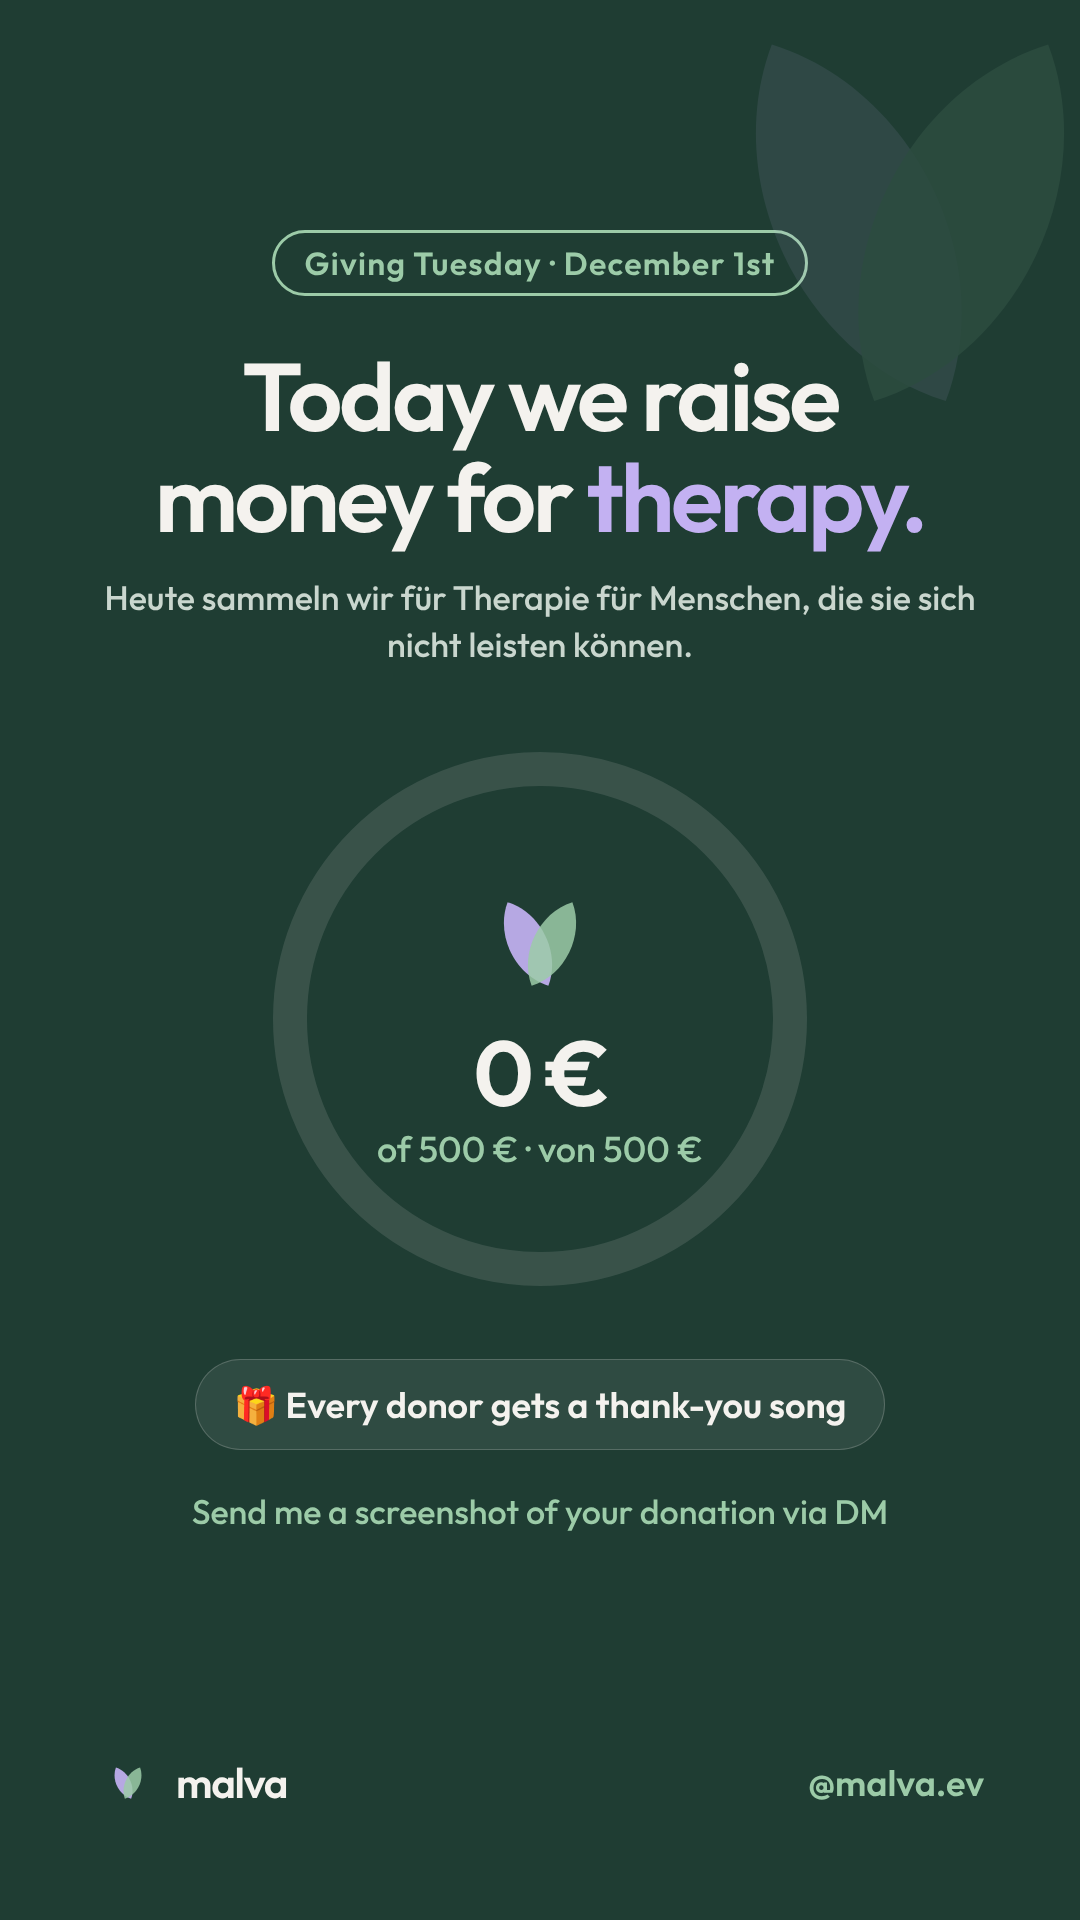 Giving Tuesday · December 1st
Today we raise
money for therapy.
Heute sammeln wir für Therapie für Menschen, die sie sich
nicht leisten können.
0 €
of 500 € · von 500 €
🎁 Every donor gets a thank-you song
Send me a screenshot of your donation via DM
malva
@malva.ev